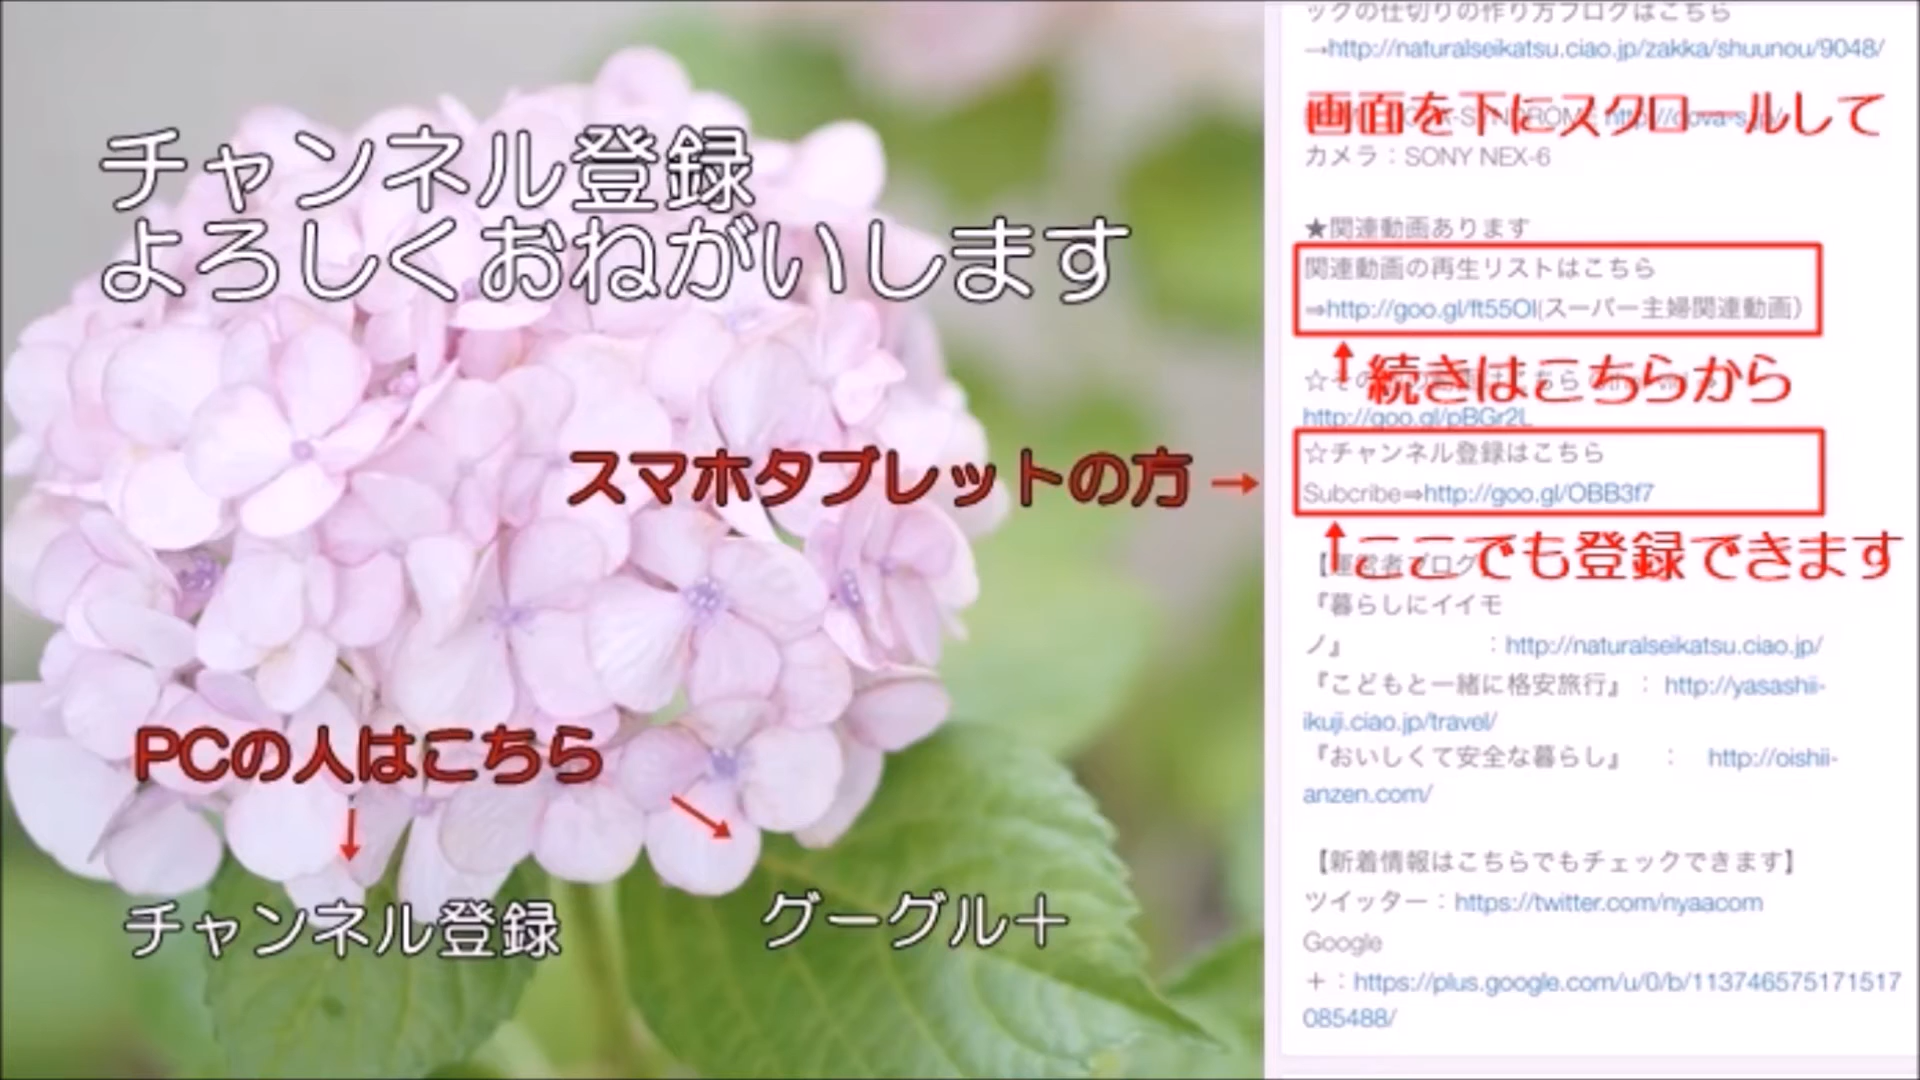 チャンネル登録
よろしくおねがいします
スマホタブレットの方 →
PCの人はこちら
チャンネル登録
グーグル＋
ックの仕切りの作り方ブログはこちら
→http://naturalseikatsu.ciao.jp/zakka/shuunou/9048/
画面を下にスクロールして
カメラ：SONY NEX-6
★関連動画あります
関連動画の再生リストはこちら
⇒http://goo.gl/ft55OI(スーパー主婦関連動画）
↑続きはこちらから
http://goo.gl/pBGr2L
☆チャンネル登録はこちら
Subcribe⇒http://goo.gl/OBB3f7
↑ここでも登録できます
【運営者ブログ
『暮らしにイイモ
ノ』　　　：http://naturalseikatsu.ciao.jp/
『こどもと一緒に格安旅行』：http://yasashii-
ikuji.ciao.jp/travel/
『おいしくて安全な暮らし』　：　http://oishii-
anzen.com/
【新着情報はこちらでもチェックできます】
ツイッター：https://twitter.com/nyaacom
Google
＋：https://plus.google.com/u/0/b/113746575171517
085488/